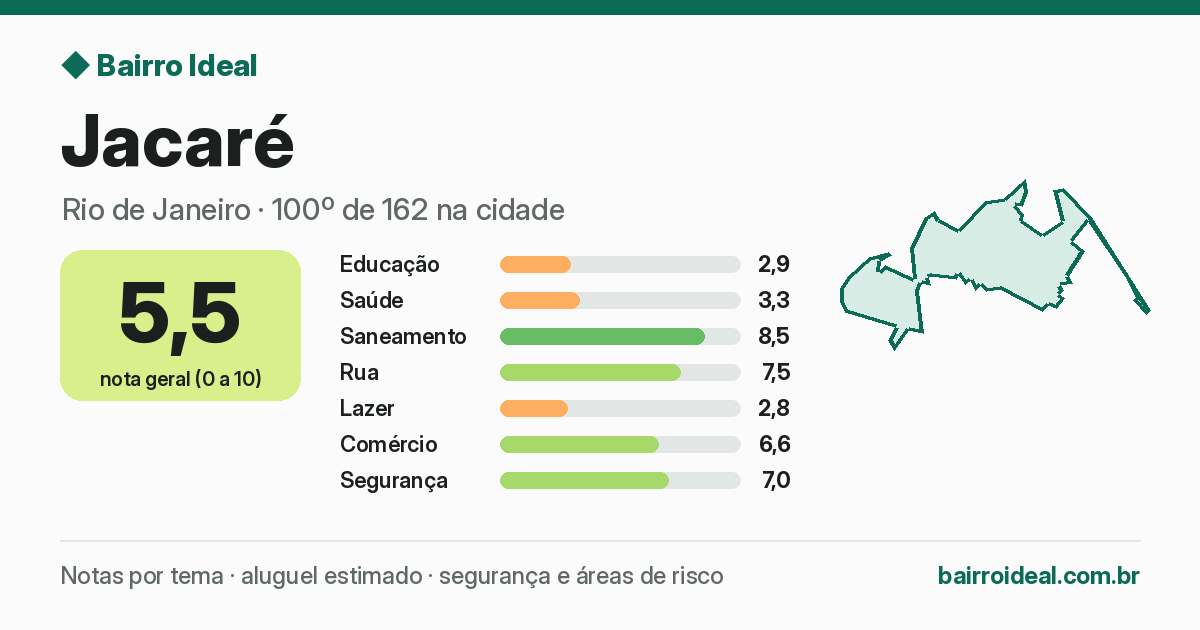 Bairro Ideal
Jacaré
Rio de Janeiro · 100º de 162 na cidade
5,5
nota geral (0 a 10)
Educação 2,9
Saúde 3,3
Saneamento 8,5
Rua 7,5
Lazer 2,8
Comércio 6,6
Segurança 7,0
Notas por tema · aluguel estimado · segurança e áreas de risco
bairroideal.com.br